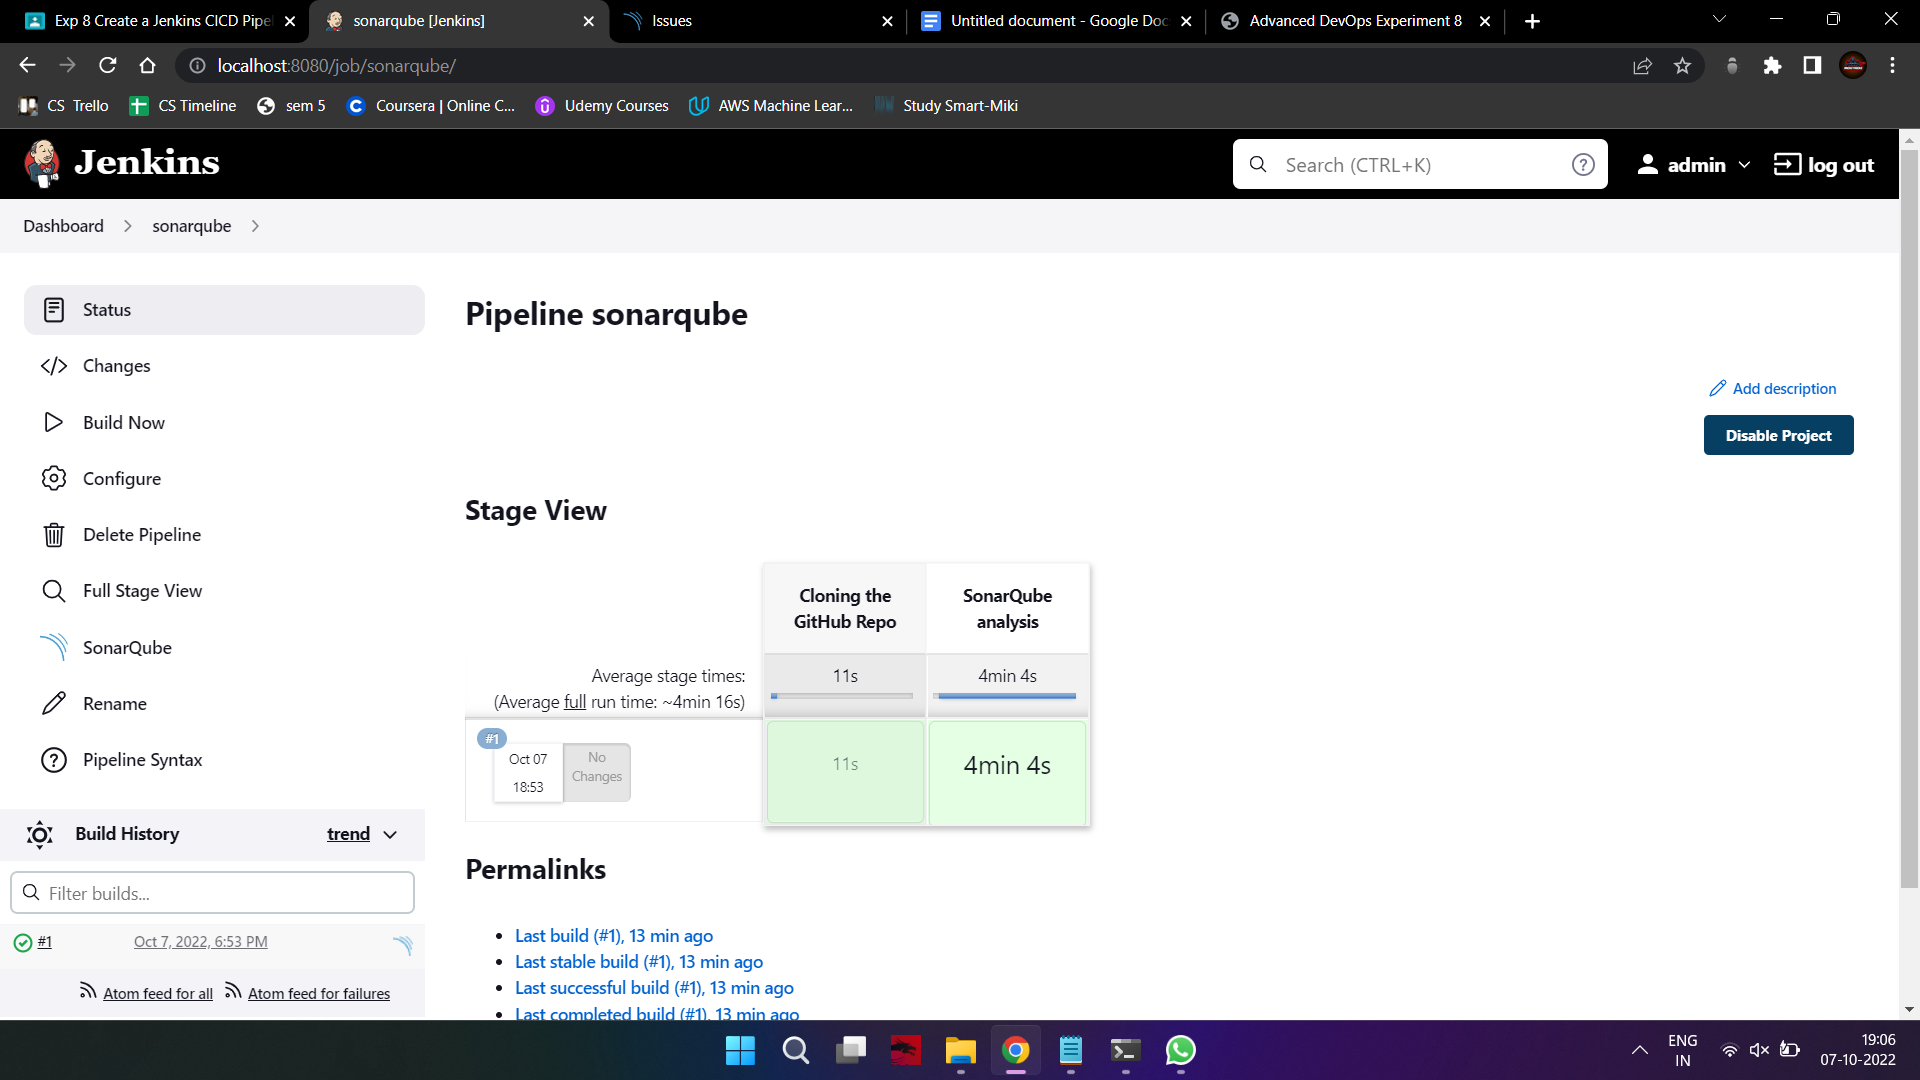 Exp 8 Create a Jenkins CICD Pipel
sonarqube [Jenkins]
Issues
Untitled document - Google Doc
Advanced DevOps Experiment 8
localhost:8080/job/sonarqube/
CS Trello
CS Timeline
sem 5
Coursera | Online C...
Udemy Courses
AWS Machine Lear...
Study Smart-Miki
Jenkins
Search (CTRL+K)
admin
log out
Dashboard
sonarqube
Status
Changes
Build Now
Configure
Delete Pipeline
Full Stage View
SonarQube
Rename
Pipeline Syntax
Build History
trend
Filter builds...
#1
Oct 7, 2022, 6:53 PM
Atom feed for all
Atom feed for failures
Pipeline sonarqube
Add description
Disable Project
Stage View
Cloning the
GitHub Repo
SonarQube
analysis
Average stage times:
(Average full run time: ~4min 16s)
11s
4min 4s
#1
Oct 07
18:53
No
Changes
11s
4min 4s
Permalinks
Last build (#1), 13 min ago
Last stable build (#1), 13 min ago
Last successful build (#1), 13 min ago
Last completed build (#1), 13 min ago
ENG
IN
19:06
07-10-2022